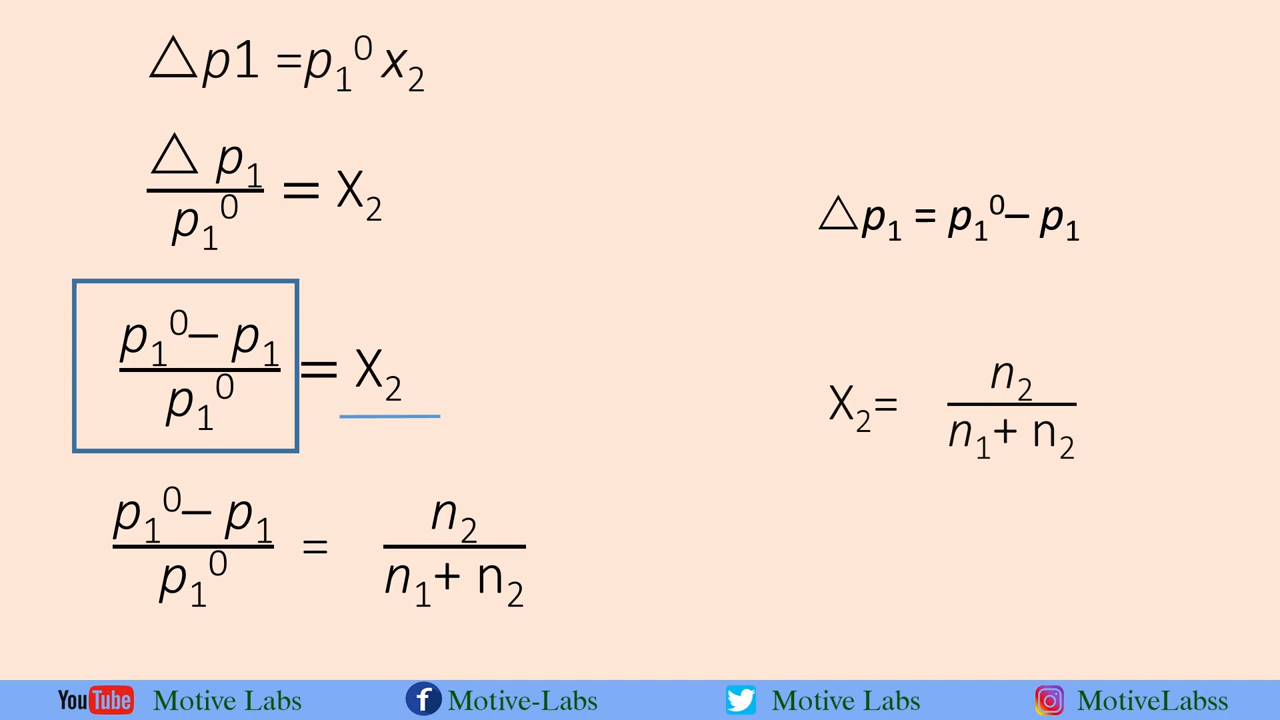 △p1 =p₁⁰ x₂
△ p₁
p₁⁰
= X₂
△p₁ = p₁⁰– p₁
p₁⁰– p₁
p₁⁰
= X₂
X₂=
n₂
n₁+ n₂
p₁⁰– p₁
p₁⁰
=
n₂
n₁+ n₂
YouTube Motive Labs
f Motive-Labs
Motive Labs
MotiveLabss